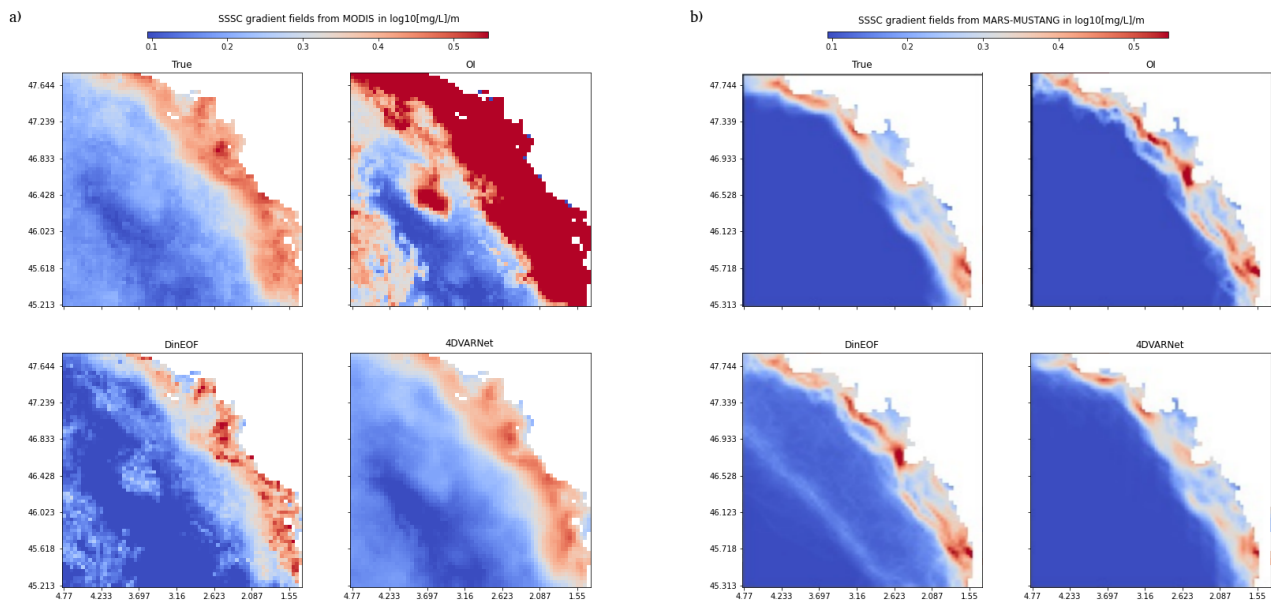 a)
SSSC gradient fields from MODIS in log10[mg/L]/m
0.1 0.2 0.3 0.4 0.5
True
OI
47.644
47.239
46.833
46.428
46.023
45.618
45.213
DinEOF
4DVARNet
47.644
47.239
46.833
46.428
46.023
45.618
45.213
4.77 4.233 3.697 3.16 2.623 2.087 1.55
4.77 4.233 3.697 3.16 2.623 2.087 1.55
b)
SSSC gradient fields from MARS-MUSTANG in log10[mg/L]/m
0.1 0.2 0.3 0.4 0.5
True
OI
47.744
47.339
46.933
46.528
46.123
45.718
45.313
DinEOF
4DVARNet
47.744
47.339
46.933
46.528
46.123
45.718
45.313
4.77 4.233 3.697 3.16 2.623 2.087 1.55
4.77 4.233 3.697 3.16 2.623 2.087 1.55